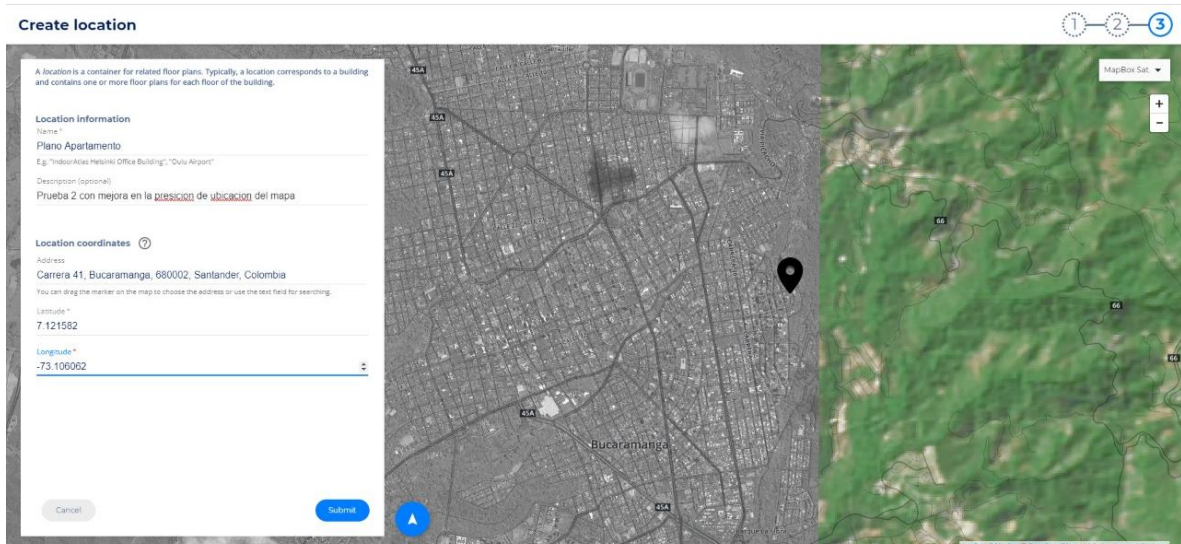 Create location
1
2
3
A location is a container for related floor plans. Typically, a location corresponds to a building
and contains one or more floor plans for each floor of the building.
Location information
Name *
Plano Apartamento
E.g. "IndoorAtlas Helsinki Office Building", "Oulu Airport"
Description (optional)
Prueba 2 con mejora en la presicion de ubicacion del mapa
Location coordinates ?
Address
Carrera 41, Bucaramanga, 680002, Santander, Colombia
You can drag the marker on the map to choose the address or use the text field for searching.
Latitude *
7.121582
Longitude *
-73.106062
Cancel
Submit
45A
45A
45A
45A
Bucaramanga
45A
MapBox Sat.
+
−
66
66
66